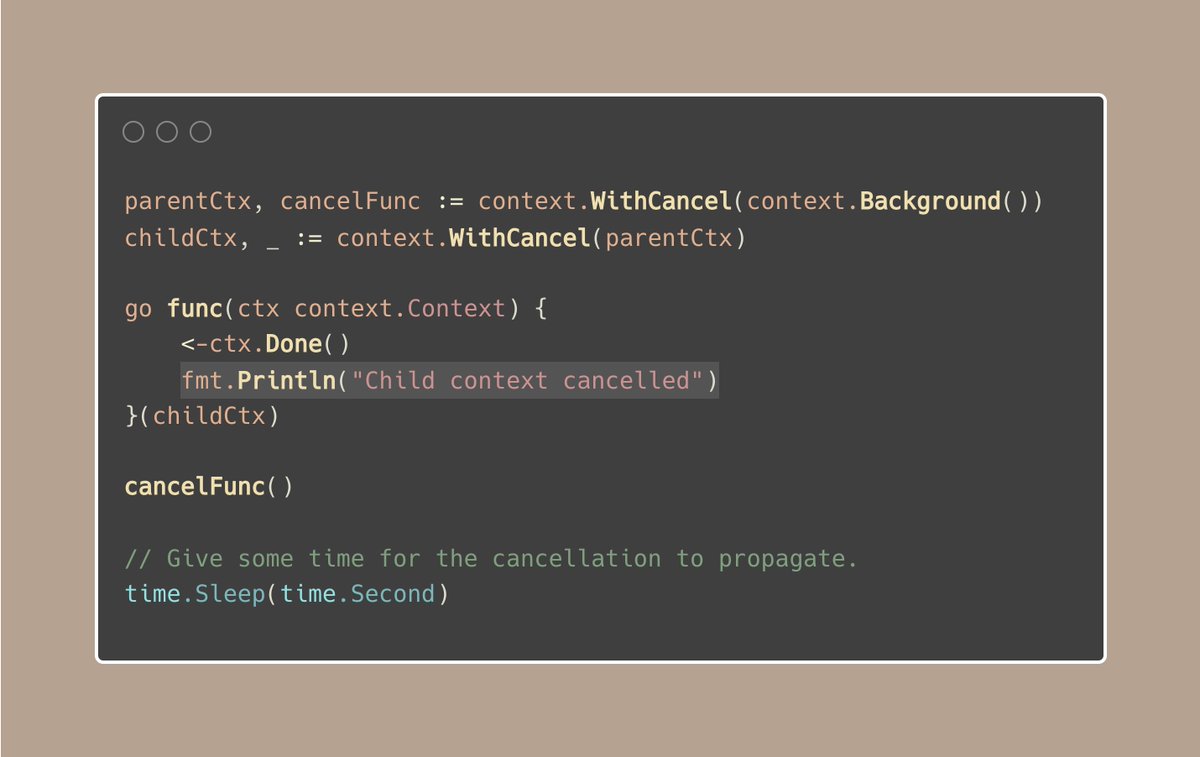 parentCtx, cancelFunc := context.WithCancel(context.Background())
childCtx, _ := context.WithCancel(parentCtx)

go func(ctx context.Context) {
    <-ctx.Done()
    fmt.Println("Child context cancelled")
}(childCtx)

cancelFunc()

// Give some time for the cancellation to propagate.
time.Sleep(time.Second)